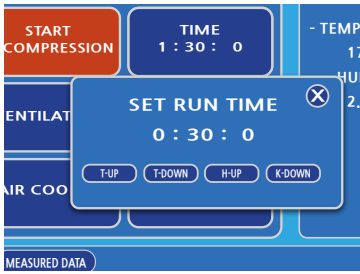 START
COMPRESSION
TIME
1 : 30 : 0
- TEMP
17
HU
2.
ENTILAT
SET RUN TIME
X
0 : 30 : 0
T-UP
T-DOWN
H-UP
K-DOWN
AIR COO
MEASURED DATA